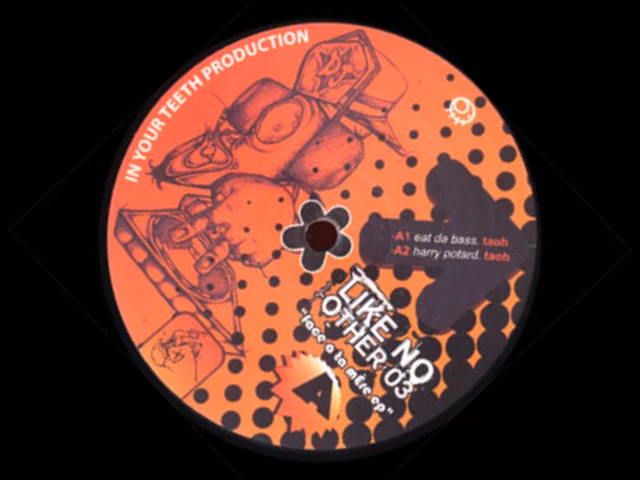 IN YOUR TEETH PRODUCTION
A1 eat da bass. taoh
A2 harry potard. taoh
LIKE NO
OTHER 03
"face a ta mère ep"
A